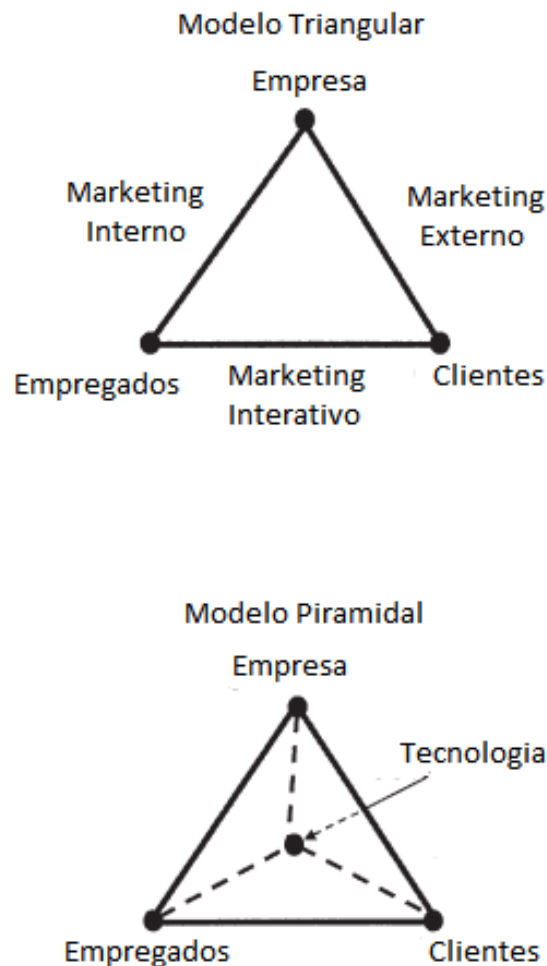 Modelo Triangular
Empresa
Marketing
Interno
Marketing
Externo
Empregados
Marketing
Interativo
Clientes
Modelo Piramidal
Empresa
Tecnologia
Empregados
Clientes